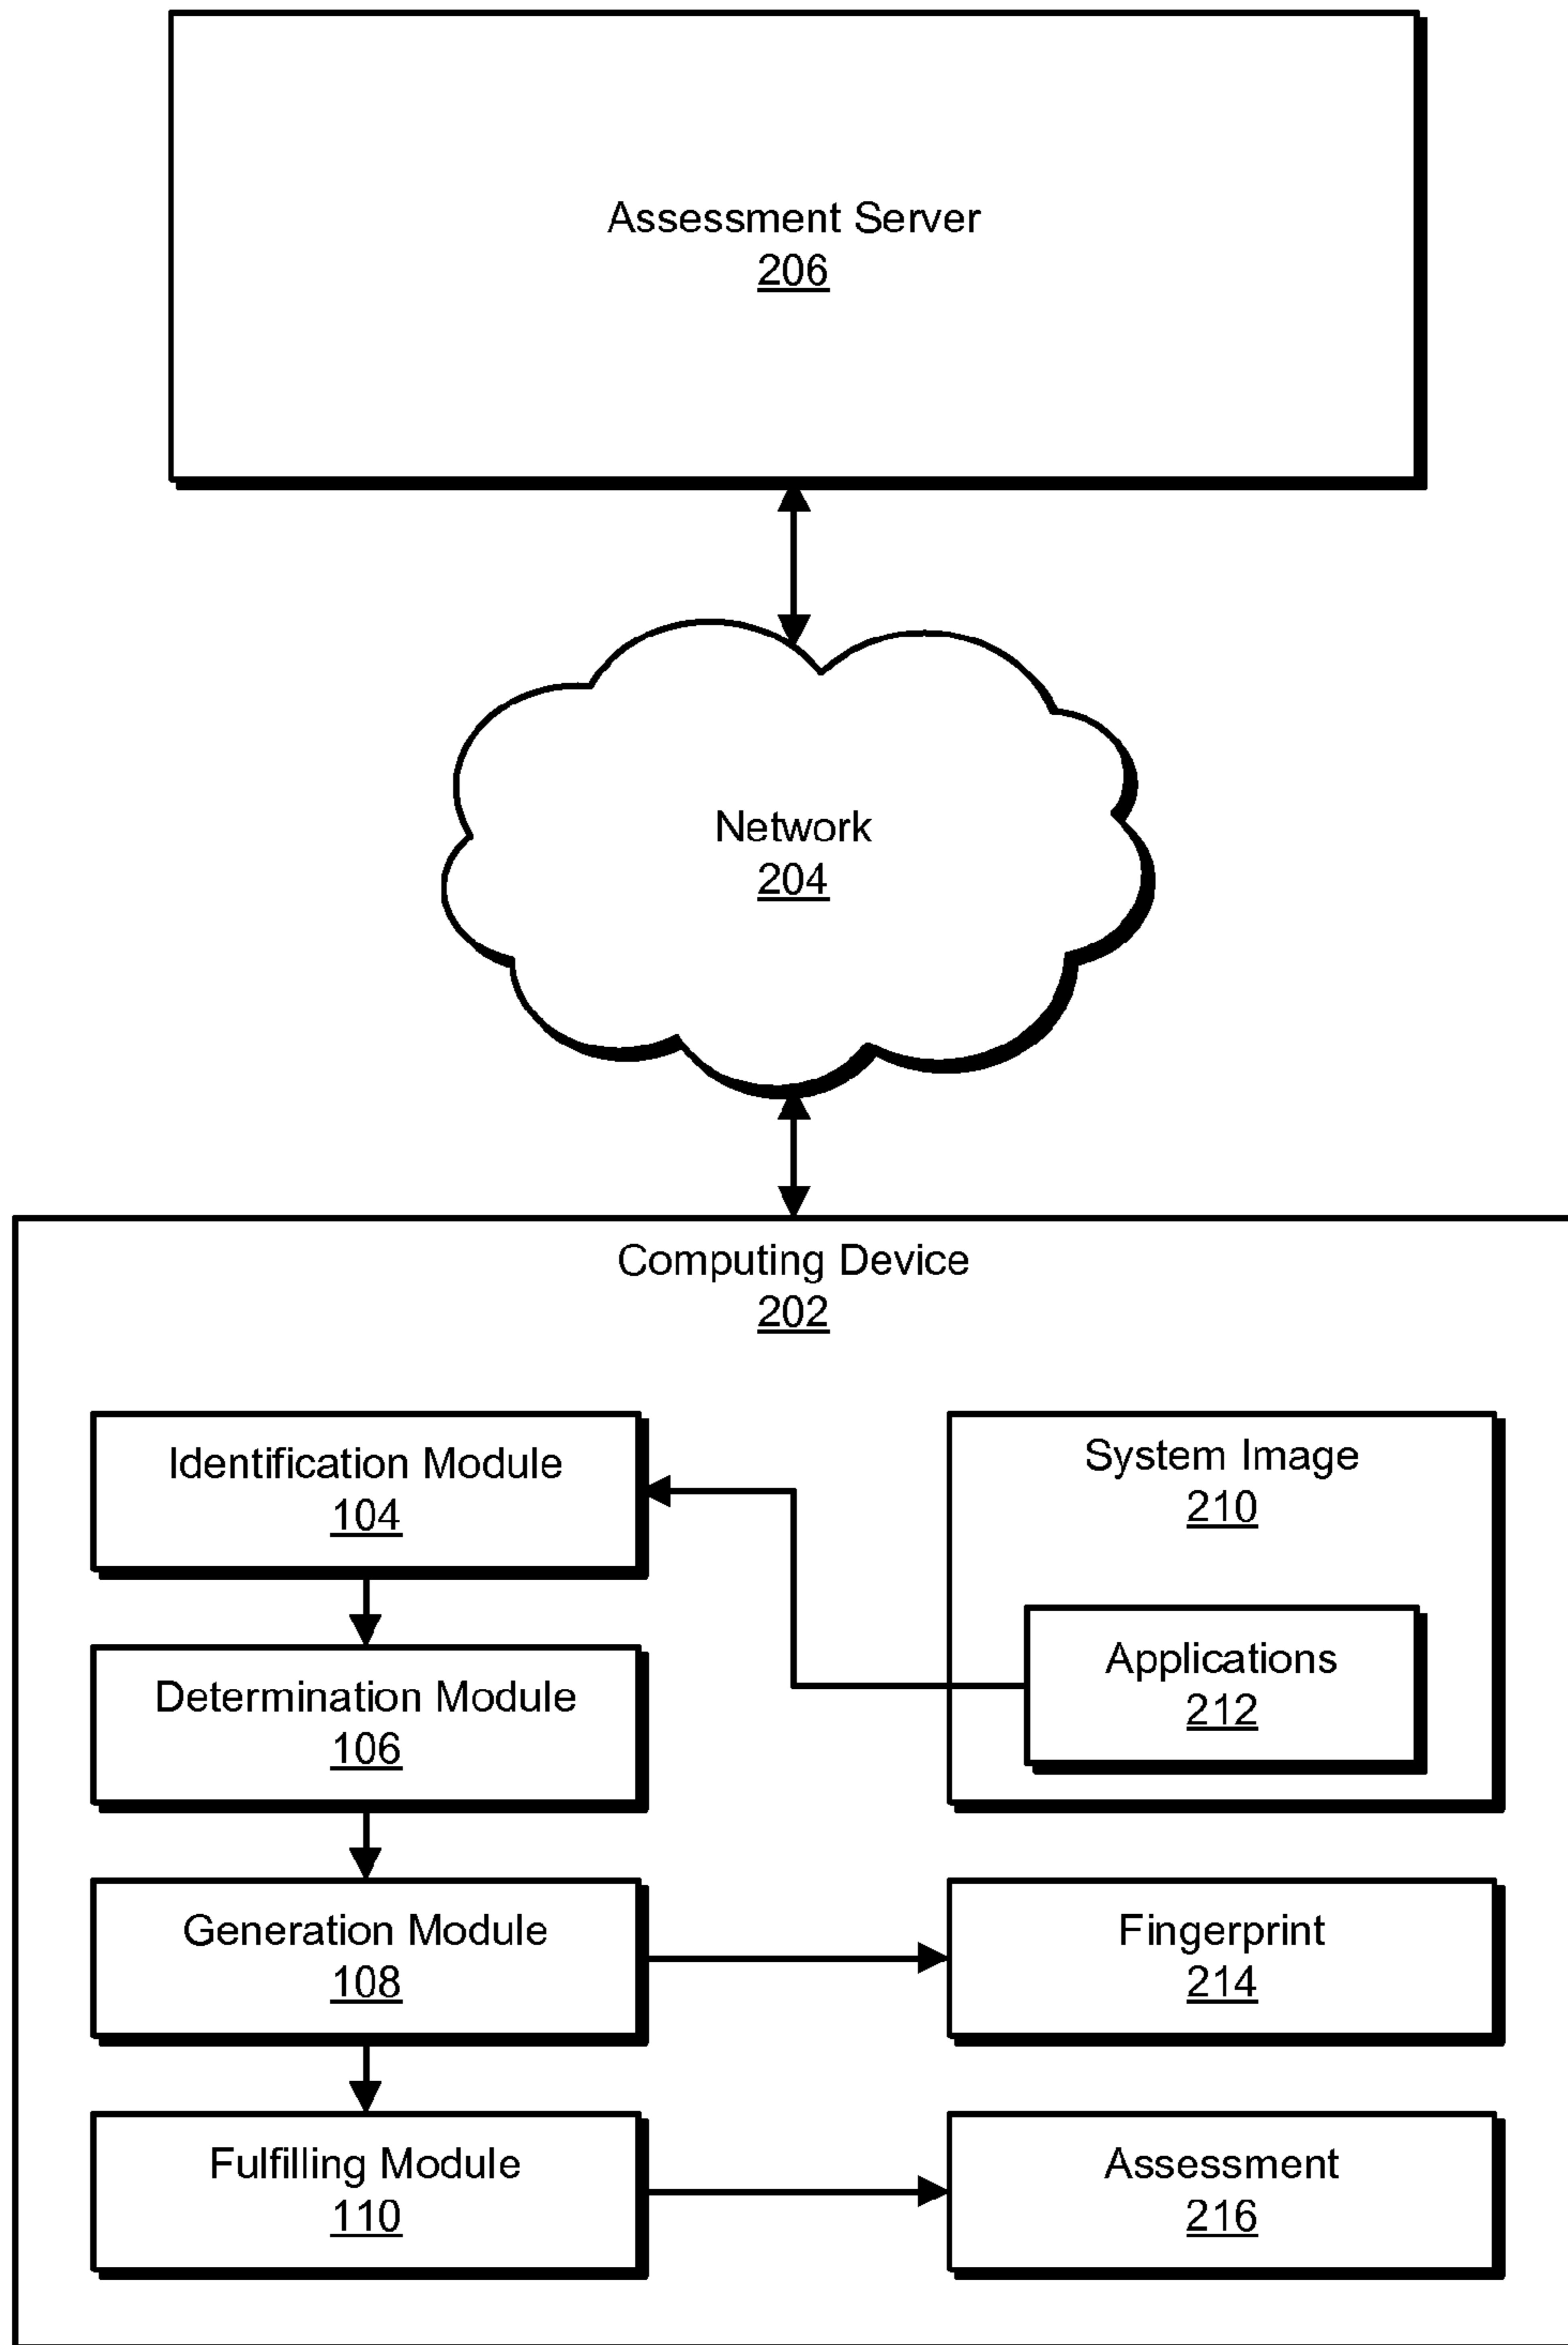 Assessment Server
206
Network
204
Computing Device
202
Identification Module
104
System Image
210
Applications
212
Determination Module
106
Generation Module
108
Fingerprint
214
Fulfilling Module
110
Assessment
216